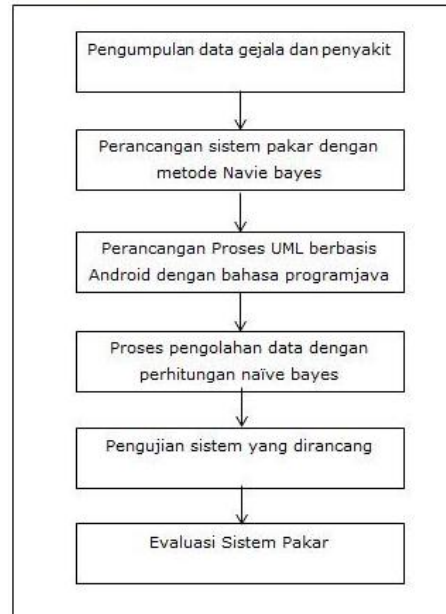 Pengumpulan data gejala dan penyakit
Perancangan sistem pakar dengan
metode Navie bayes
Perancangan Proses UML berbasis
Android dengan bahasa programjava
Proses pengolahan data dengan
perhitungan naïve bayes
Pengujian sistem yang dirancang
Evaluasi Sistem Pakar